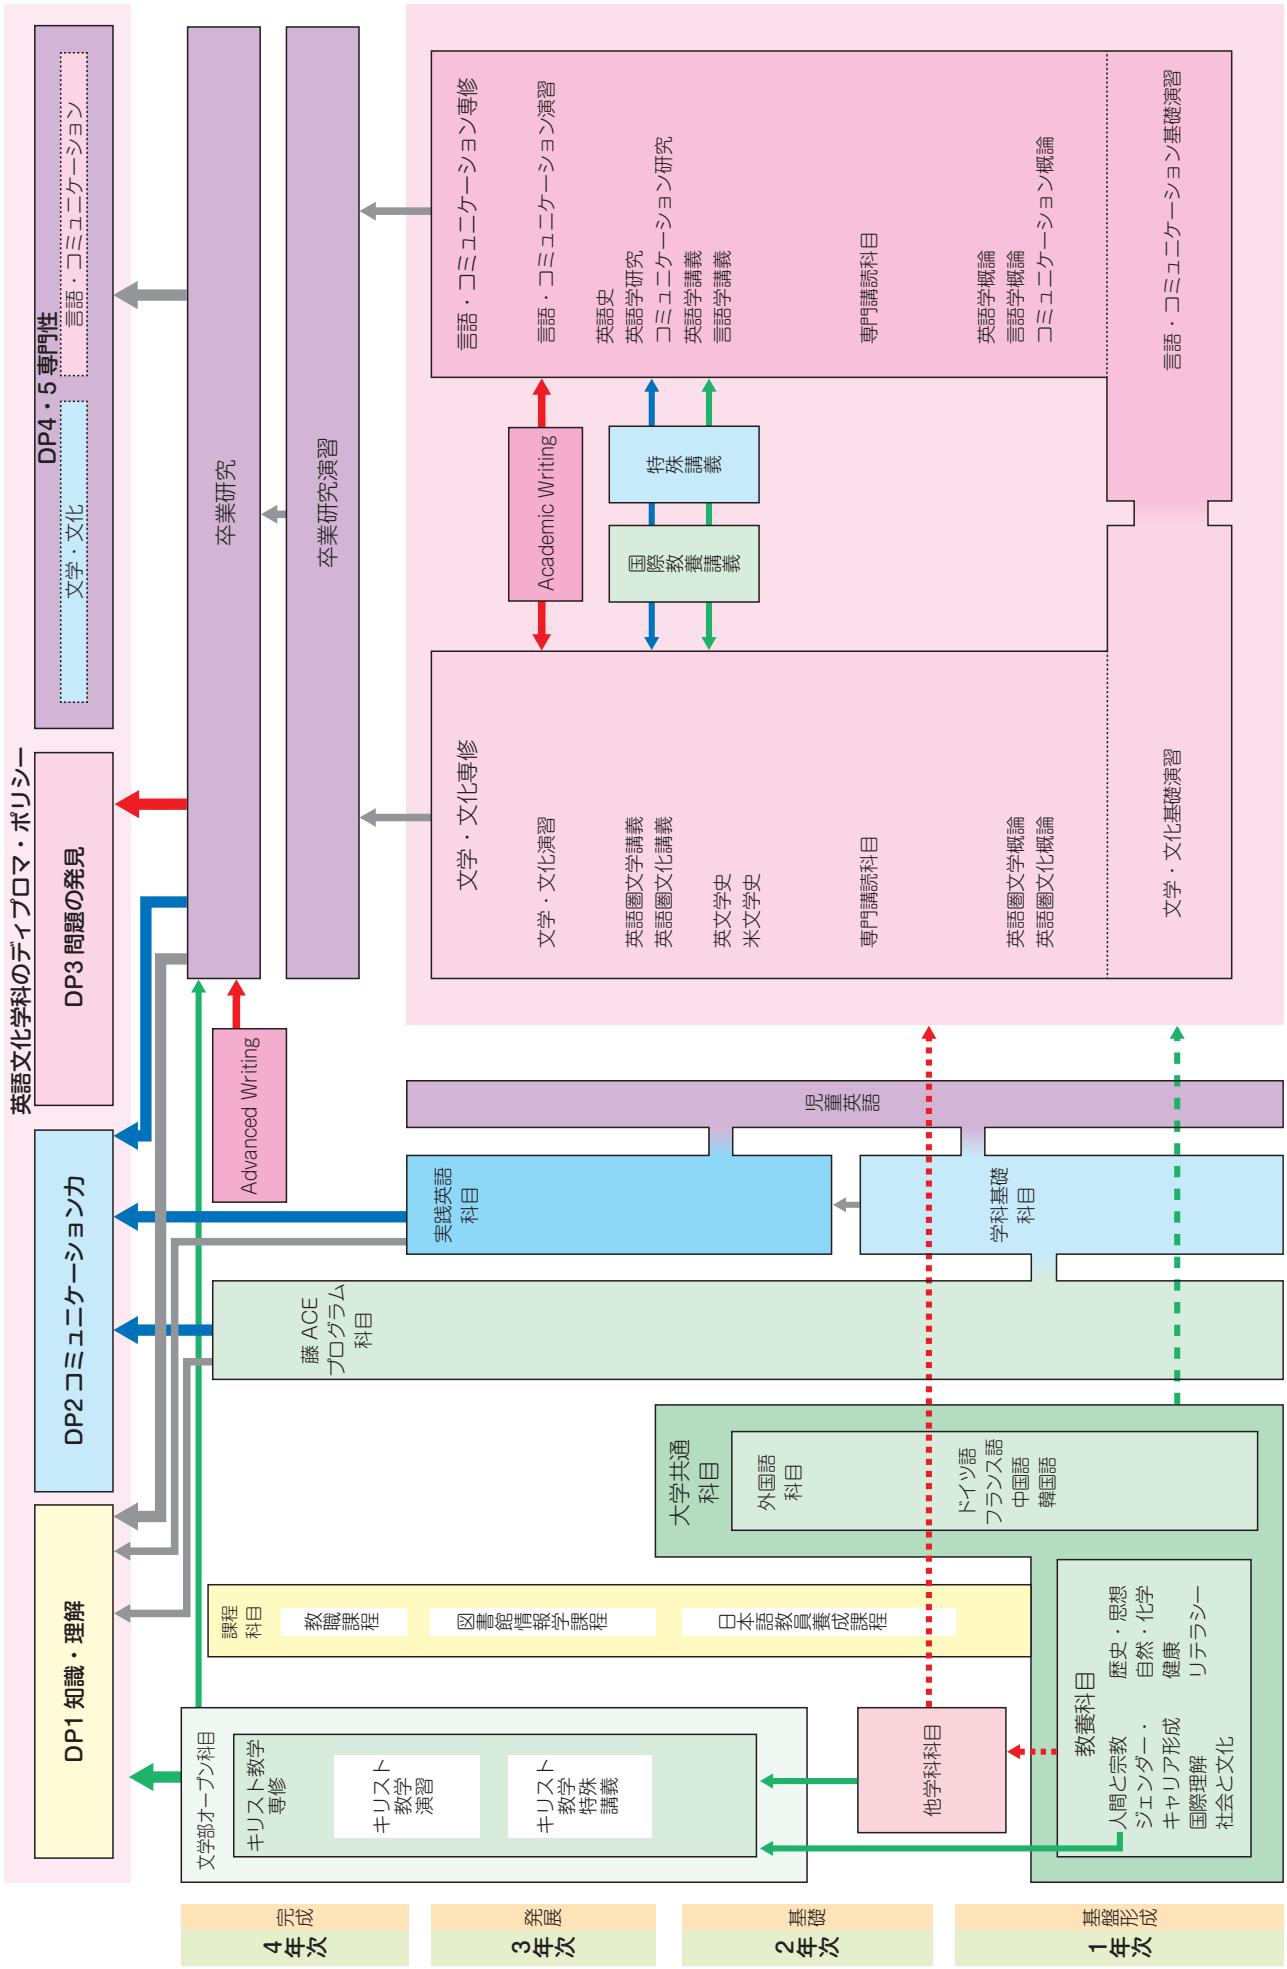 英語文化学科のディプロマ・ポリシー
DP1 知識・理解
DP2 コミュニケーション力
DP3 問題の発見
DP4・5 専門性
文学・文化
言語・コミュニケーション
4年次
完成
3年次
発展
2年次
基礎
1年次
基盤形成
文学部オープン科目
キリスト教学
専修
キリスト
教学
演習
キリスト
教学
特殊
講義
他学科科目
課程
科目
教職課程
図書館情報学課程
日本語教員養成課程
大学共通
科目
外国語
科目
ドイツ語
フランス語
中国語
韓国語
教養科目
人間と宗教
ジェンダー・
キャリア形成
国際理解
社会と文化
歴史・思想
自然・化学
健康
リテラシー
藤 ACE
プログラム
科目
実践英語
科目
学科基礎
科目
児童英語
Advanced Writing
卒業研究
卒業研究演習
文学・文化専修
文学・文化演習
英語圏文学講義
英語圏文化講義
英文学史
米文学史
専門講読科目
英語圏文学概論
英語圏文化概論
文学・文化基礎演習
Academic Writing
国際教養講義
特殊講義
言語・コミュニケーション専修
言語・コミュニケーション演習
英語史
英語学研究
コミュニケーション研究
英語学講義
言語学講義
専門講読科目
英語学概論
言語学概論
コミュニケーション概論
言語・コミュニケーション基礎演習